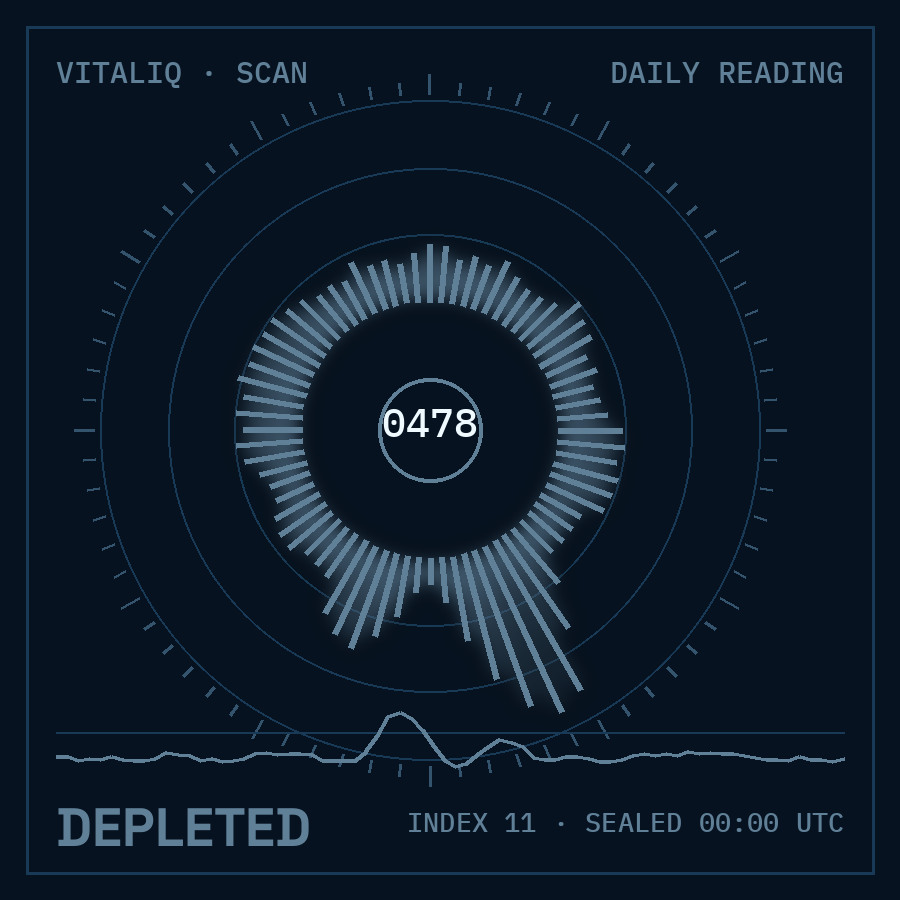 VITALIQ · SCAN
DAILY READING
0478
DEPLETED
INDEX 11 · SEALED 00:00 UTC